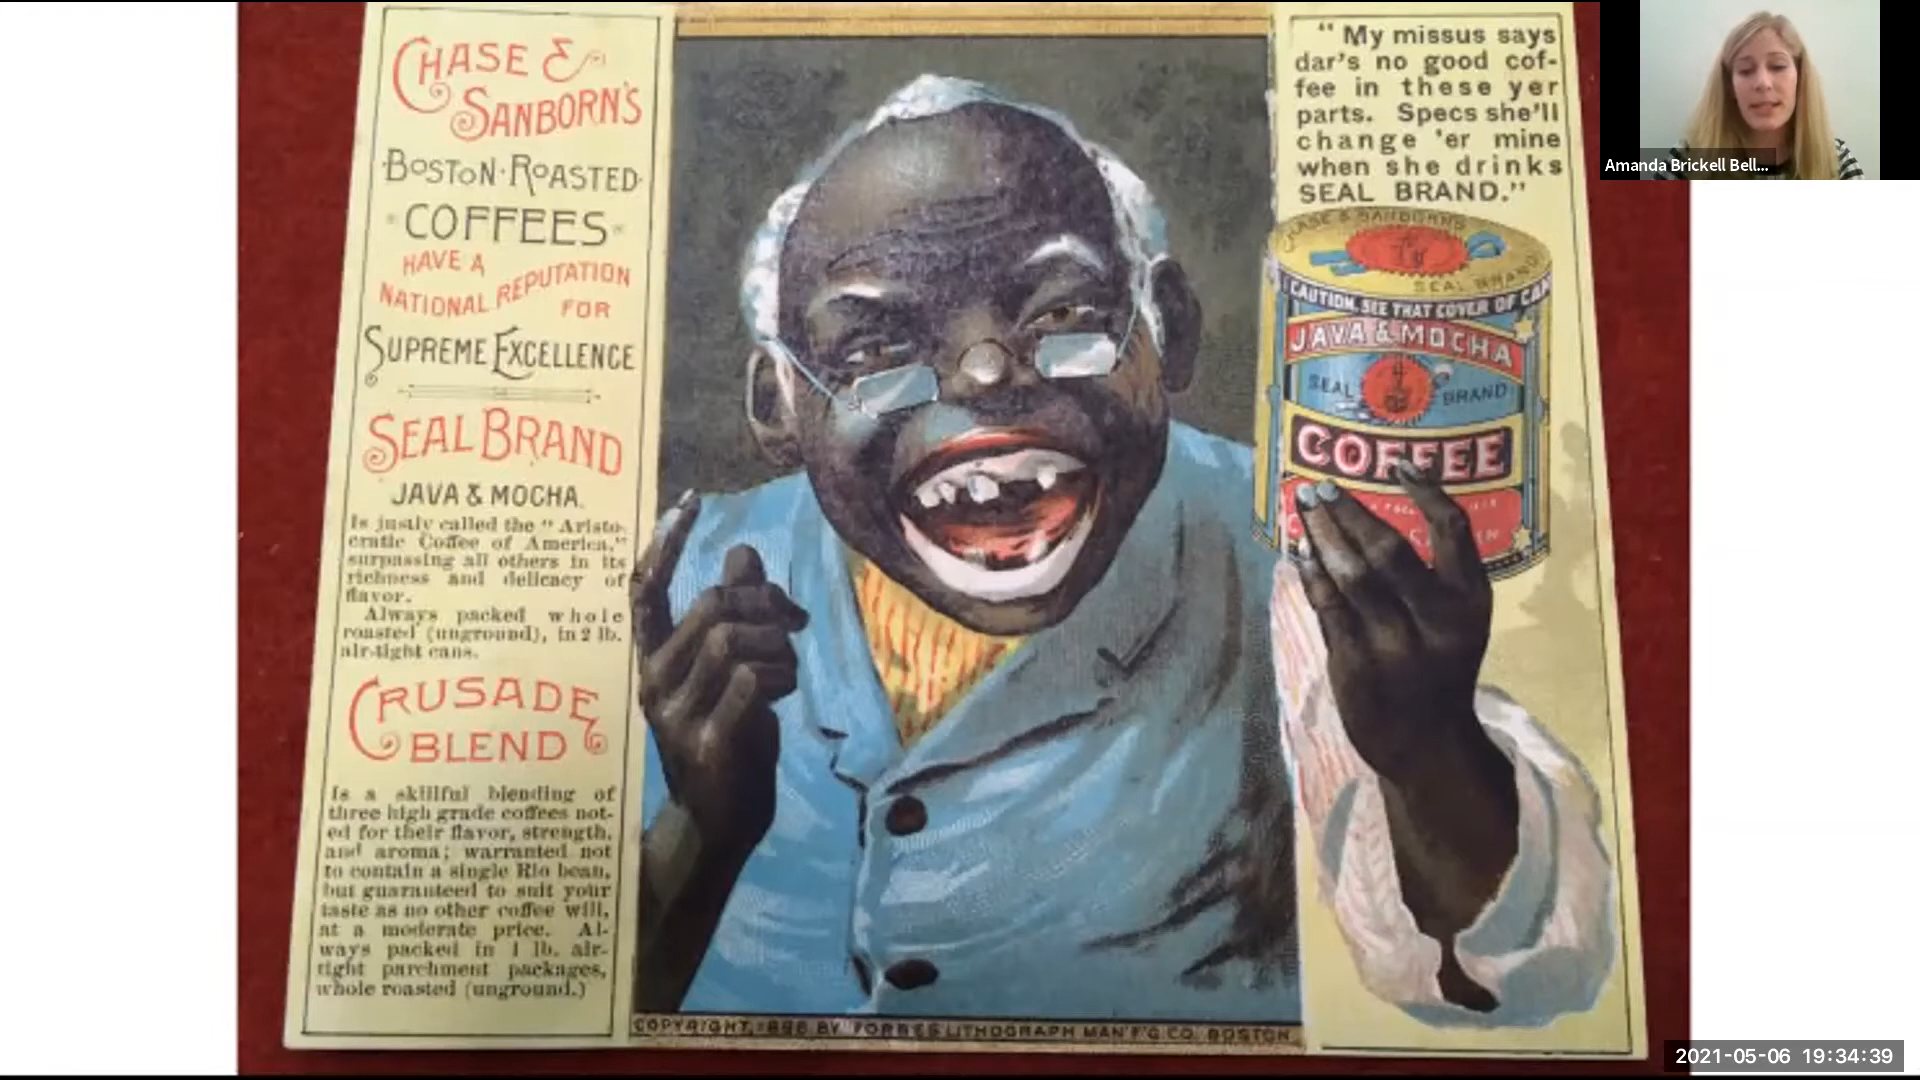 CHASE &
SANBORN'S
BOSTON·ROASTED
COFFEES
HAVE A
NATIONAL REPUTATION
FOR
SUPREME EXCELLENCE
SEAL BRAND
JAVA & MOCHA.
Is justly called the "Aristo-
cratic Coffee of America,"
surpassing all others in its
richness and delicacy of
flavor.
Always packed whole
roasted (unground), in 2 lb.
air-tight cans.
CRUSADE
BLEND
Is a skillful blending of
three high grade coffees not-
ed for their flavor, strength,
and aroma; warranted not
to contain a single Rio bean,
but guaranteed to suit your
taste as no other coffee will,
at a moderate price. Al-
ways packed in 1 lb. air-
tight parchment packages,
whole roasted (unground.)
COPYRIGHT, BY FORBES LITHOGRAPH MAN'F'G CO. BOSTON.
"My missus says
dar's no good cof-
fee in these yer
parts. Specs she'll
change 'er mine
when she drinks
SEAL BRAND."
CHASE & SANBORN'S
SEAL BRAND
CAUTION. SEE THAT COVER OF CAN
JAVA & MOCHA
SEAL BRAND
COFFEE
Amanda Brickell Bell...
2021-05-06 19:34:39